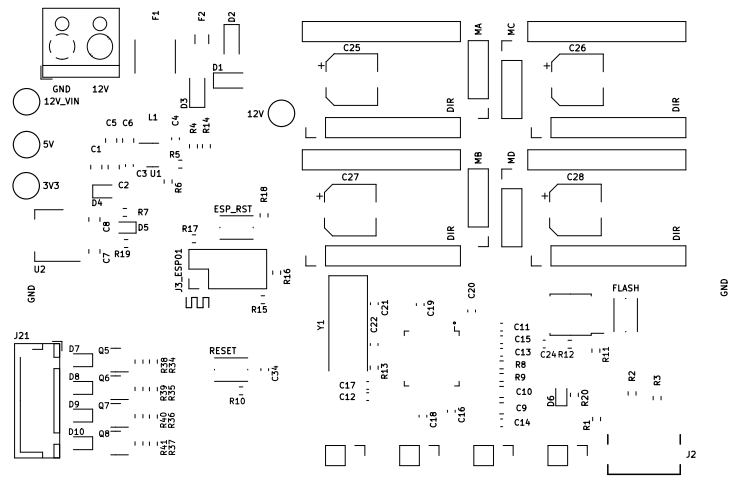 F1
F2
D2
MA
MC
C25
C26
D1
GND
12V
12V_VIN
D3
DIR
DIR
12V
L1
C5
C6
C4
R4
R14
5V
C1
R5
MB
MD
C3
U1
3V3
C2
R6
C27
C28
D4
R18
ESP_RST
R7
C8
D5
R17
DIR
DIR
R19
U2
C7
J3_ESP01
R16
GND
GND
FLASH
R15
C20
C21
C19
Y1
J21
C22
C11
C15
C13
C24
R12
R11
D7
Q5
R38
R34
RESET
R13
R8
R9
C34
D8
Q6
R39
R35
C17
C12
R10
C10
D6
R20
R2
R3
D9
Q7
R40
R36
C9
C18
C16
C14
R1
D10
Q8
R41
R37
J2